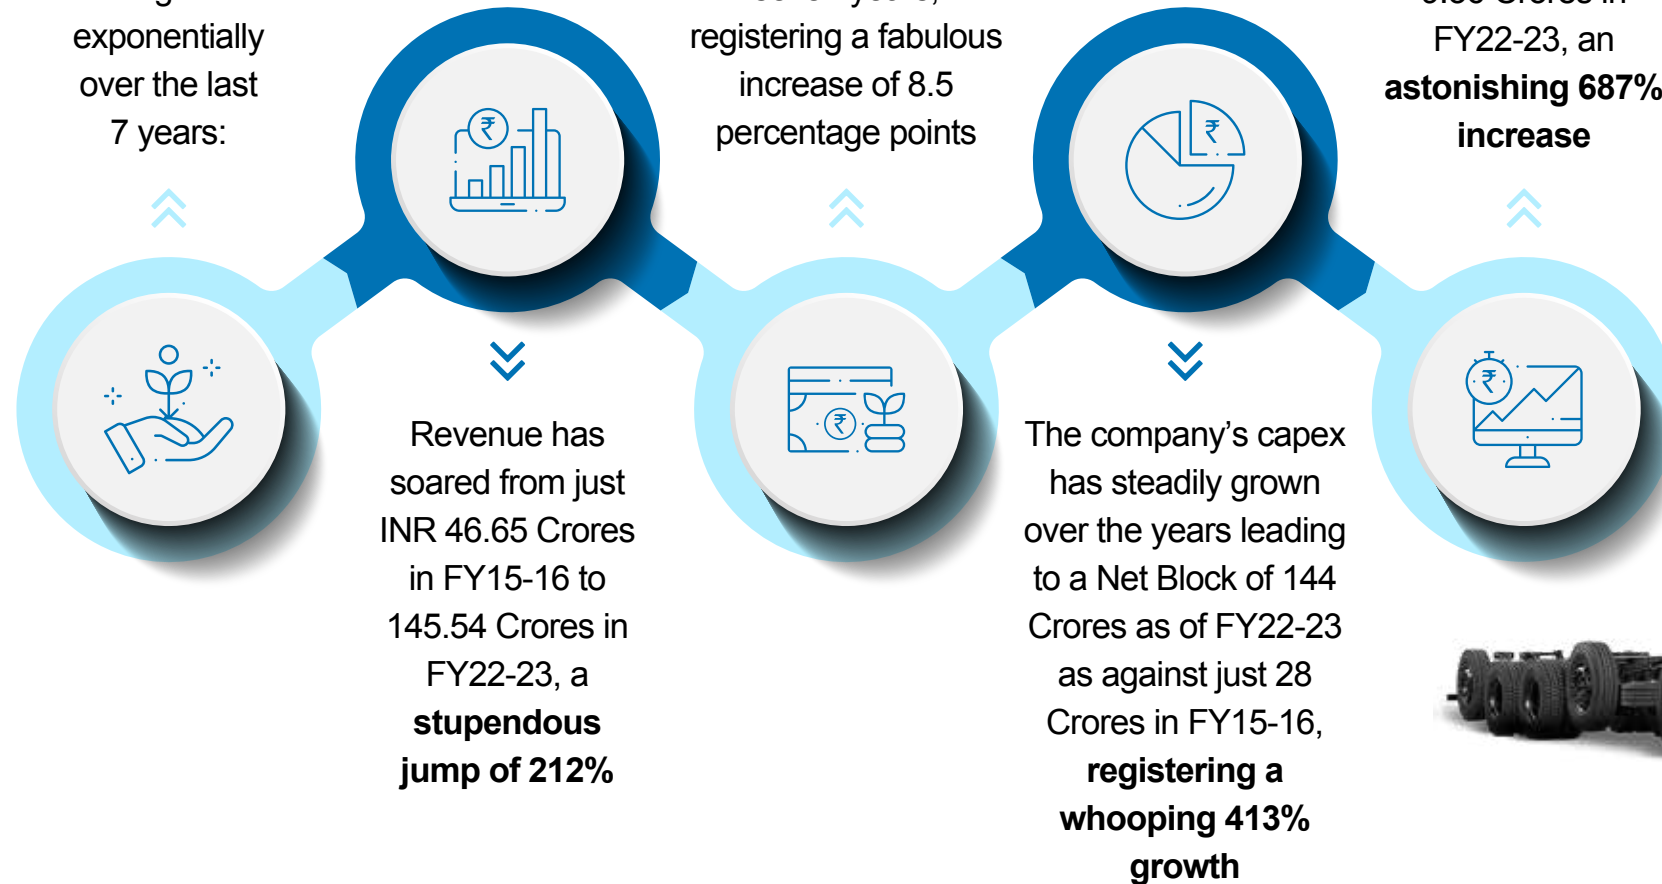 exponentially
over the last
7 years:
Revenue has
soared from just
INR 46.65 Crores
in FY15-16 to
145.54 Crores in
FY22-23, a
stupendous
jump of 212%
registering a fabulous
increase of 8.5
percentage points
The company’s capex
has steadily grown
over the years leading
to a Net Block of 144
Crores as of FY22-23
as against just 28
Crores in FY15-16,
registering a
whooping 413%
growth
Crores in
FY22-23, an
astonishing 687%
increase